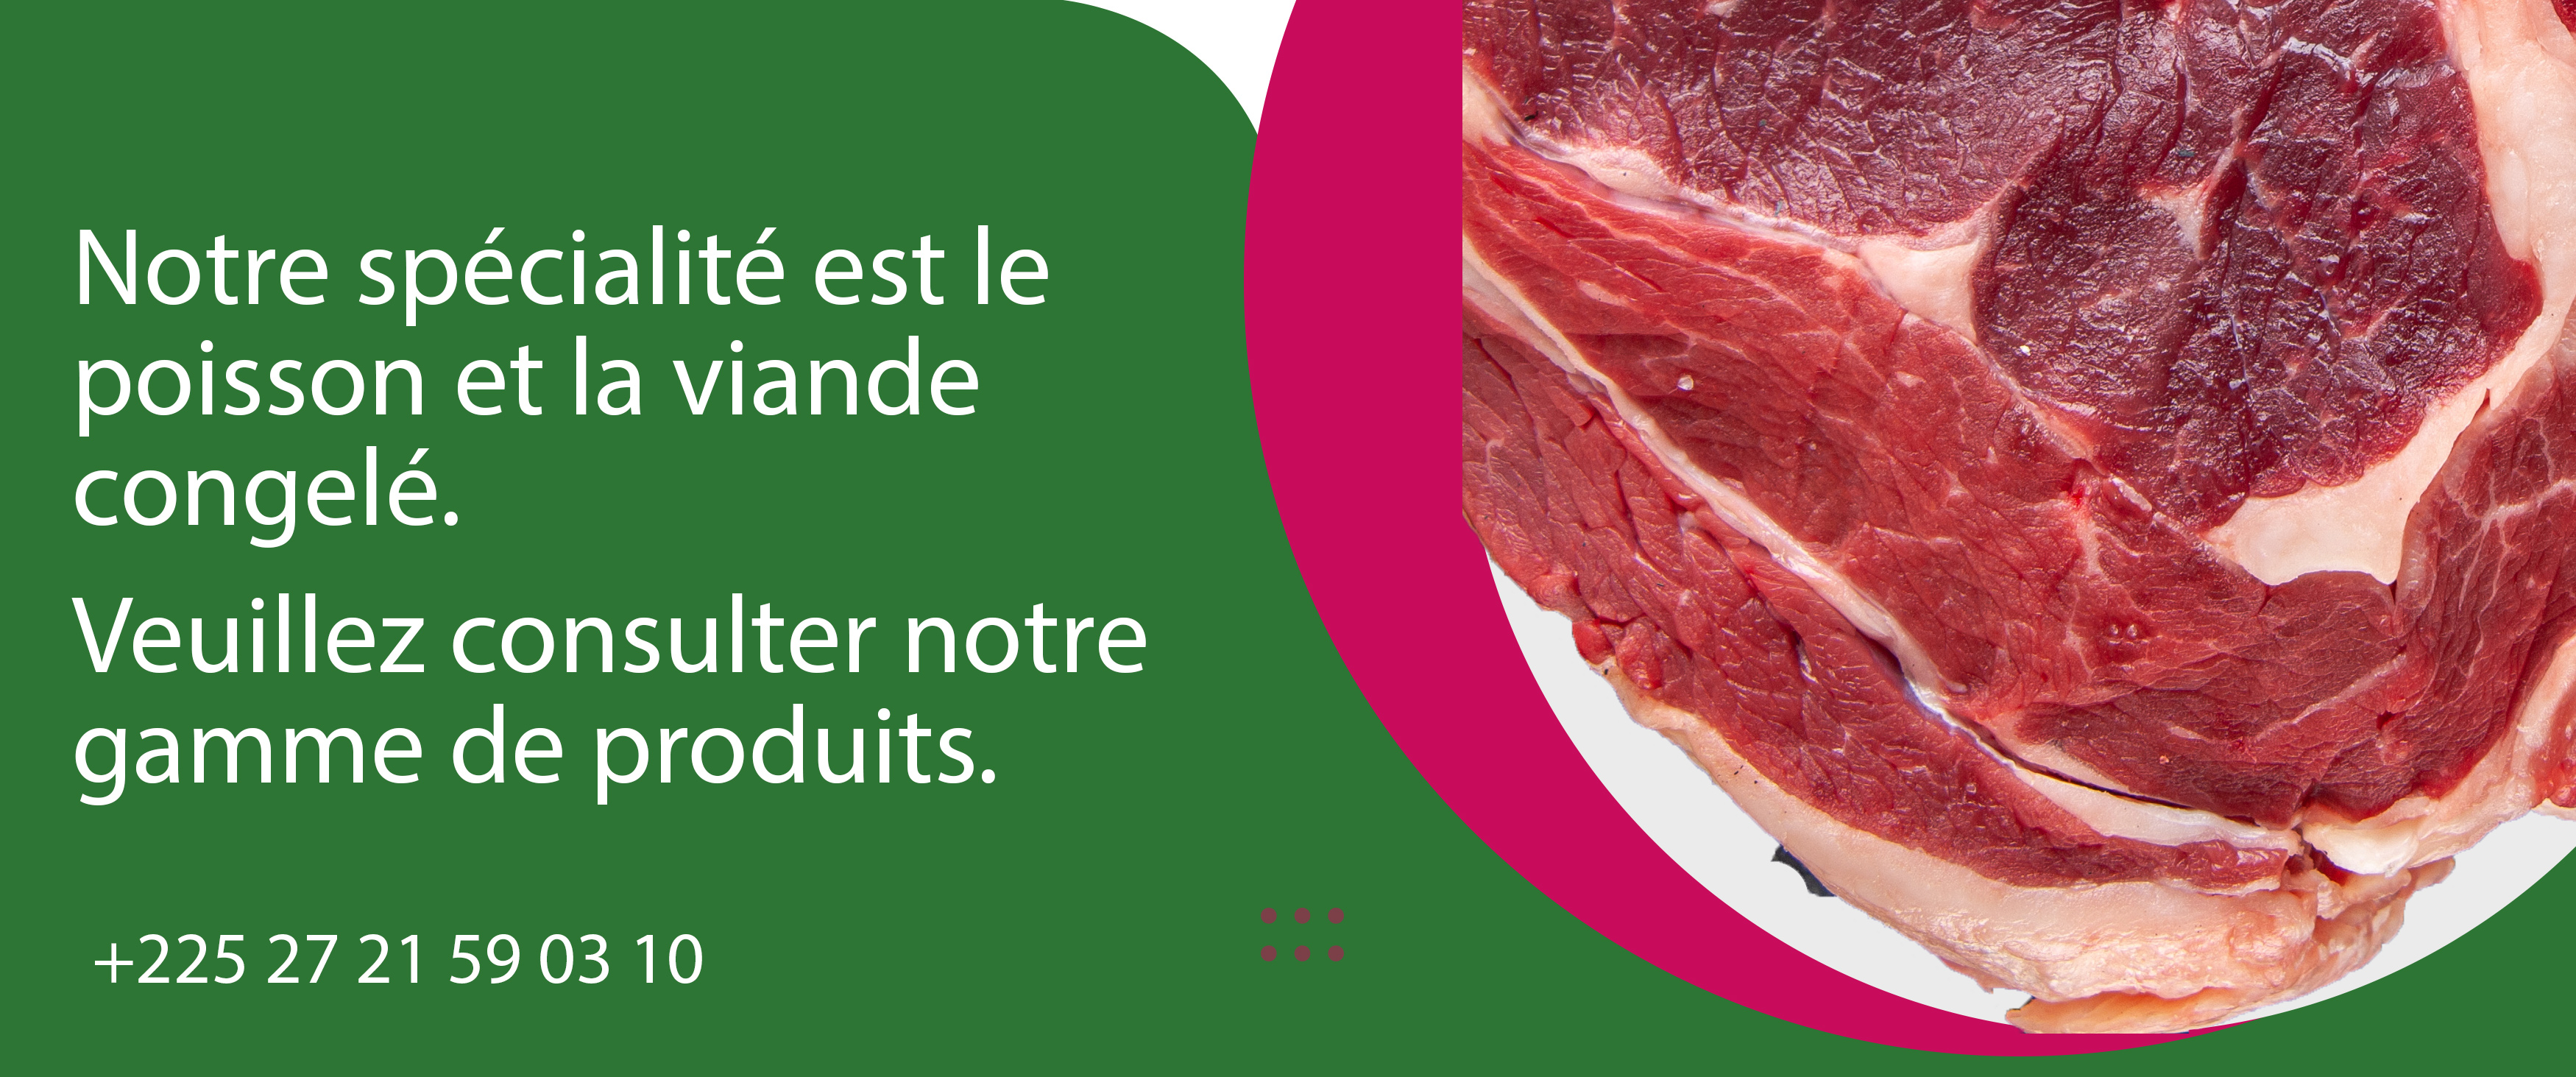 Notre spécialité est le
poisson et la viande
congelé.
Veuillez consulter notre
gamme de produits.
+225 27 21 59 03 10